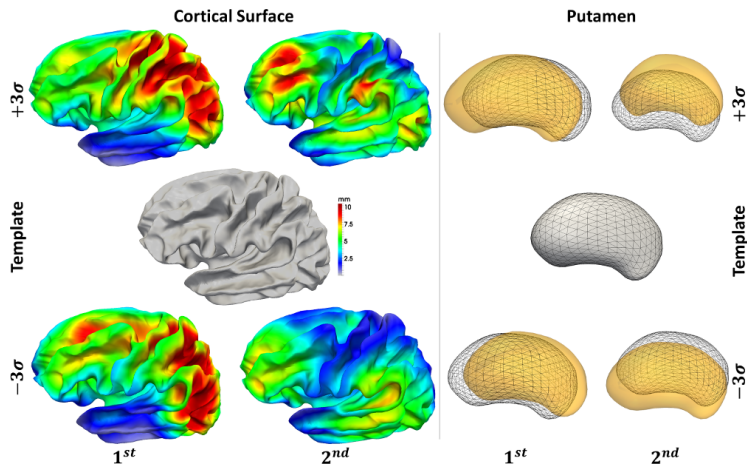 Cortical Surface
Putamen
+3σ
+3σ
Template
mm
10
7.5
5
2.5
Template
−3σ
−3σ
1st
2nd
1st
2nd